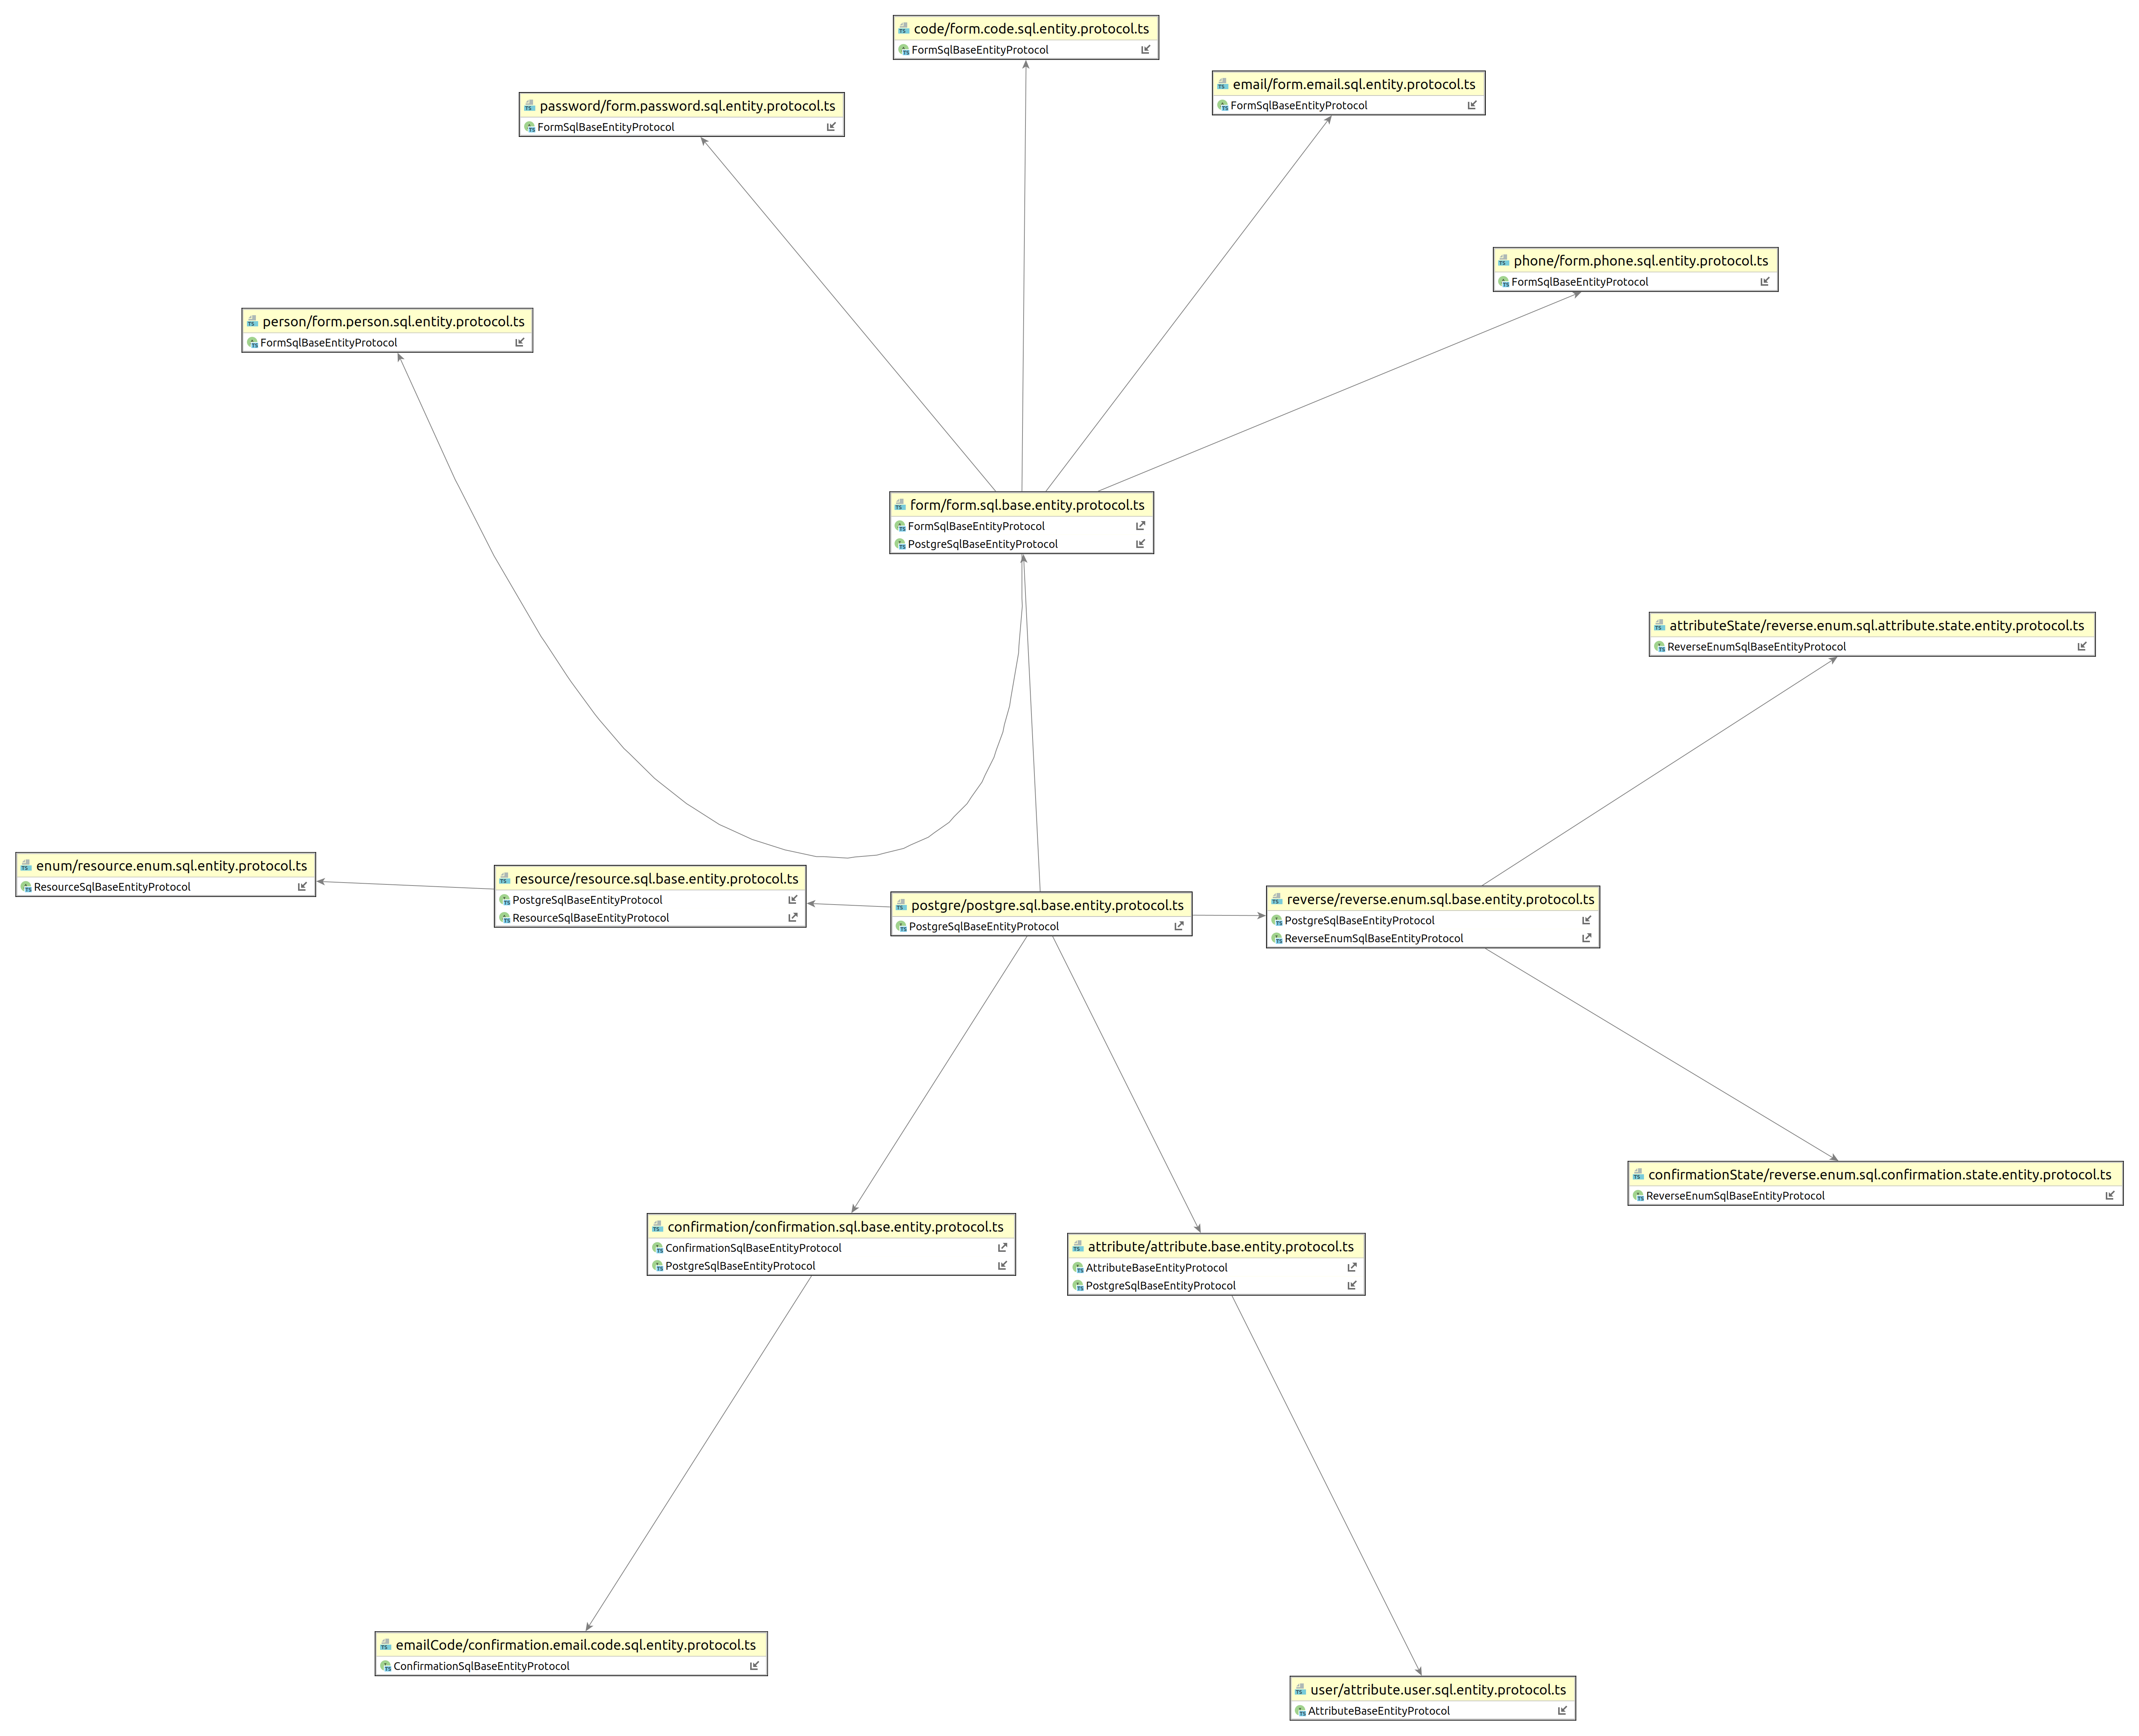 code/form.code.sql.entity.protocol.ts
FormSqlBaseEntityProtocol
email/form.email.sql.entity.protocol.ts
FormSqlBaseEntityProtocol
password/form.password.sql.entity.protocol.ts
FormSqlBaseEntityProtocol
phone/form.phone.sql.entity.protocol.ts
FormSqlBaseEntityProtocol
person/form.person.sql.entity.protocol.ts
FormSqlBaseEntityProtocol
form/form.sql.base.entity.protocol.ts
FormSqlBaseEntityProtocol
PostgreSqlBaseEntityProtocol
attributeState/reverse.enum.sql.attribute.state.entity.protocol.ts
ReverseEnumSqlBaseEntityProtocol
enum/resource.enum.sql.entity.protocol.ts
ResourceSqlBaseEntityProtocol
resource/resource.sql.base.entity.protocol.ts
PostgreSqlBaseEntityProtocol
ResourceSqlBaseEntityProtocol
postgre/postgre.sql.base.entity.protocol.ts
PostgreSqlBaseEntityProtocol
reverse/reverse.enum.sql.base.entity.protocol.ts
PostgreSqlBaseEntityProtocol
ReverseEnumSqlBaseEntityProtocol
confirmationState/reverse.enum.sql.confirmation.state.entity.protocol.ts
ReverseEnumSqlBaseEntityProtocol
confirmation/confirmation.sql.base.entity.protocol.ts
ConfirmationSqlBaseEntityProtocol
PostgreSqlBaseEntityProtocol
attribute/attribute.base.entity.protocol.ts
AttributeBaseEntityProtocol
PostgreSqlBaseEntityProtocol
emailCode/confirmation.email.code.sql.entity.protocol.ts
ConfirmationSqlBaseEntityProtocol
user/attribute.user.sql.entity.protocol.ts
AttributeBaseEntityProtocol